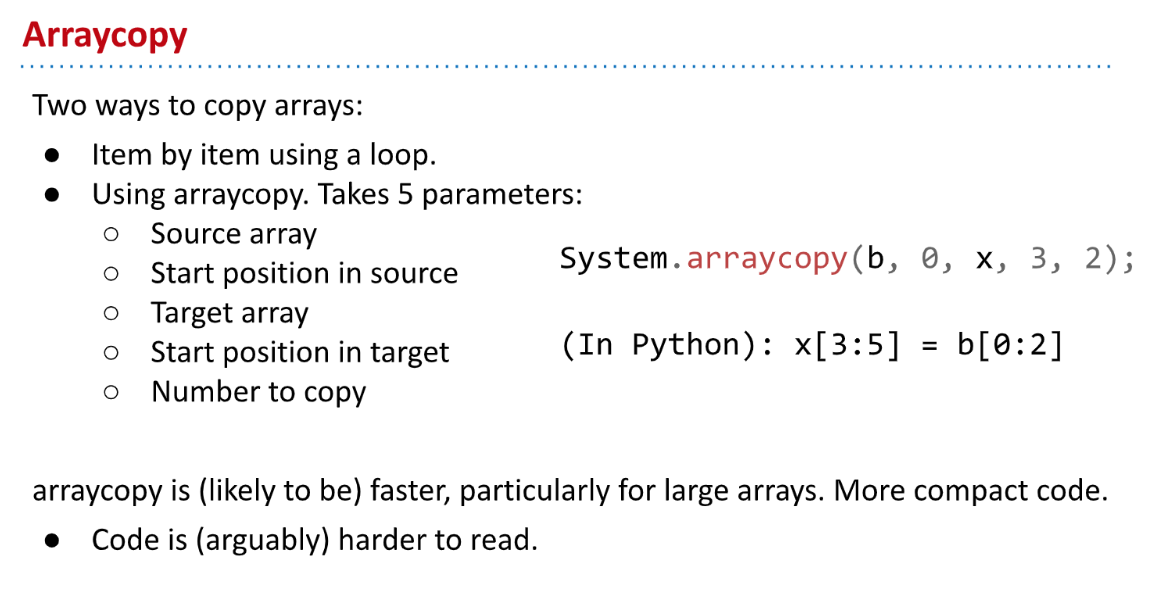 Arraycopy
Two ways to copy arrays:
● Item by item using a loop.
● Using arraycopy. Takes 5 parameters:
○ Source array
○ Start position in source
○ Target array
○ Start position in target
○ Number to copy
System.arraycopy(b, 0, x, 3, 2);
(In Python): x[3:5] = b[0:2]
arraycopy is (likely to be) faster, particularly for large arrays. More compact code.
● Code is (arguably) harder to read.